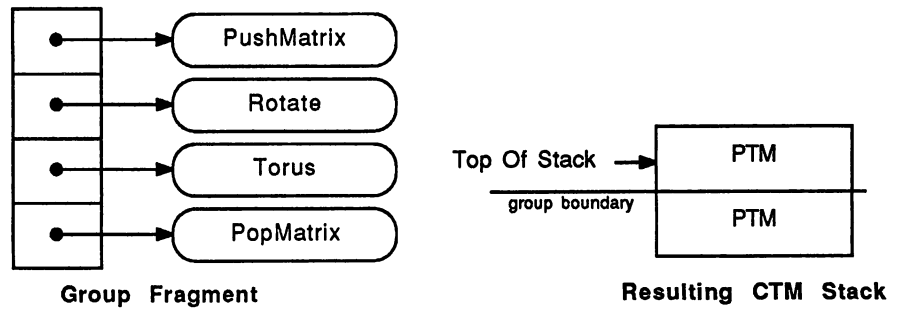 PushMatrix
Rotate
Torus
PopMatrix
Group Fragment
Top Of Stack
PTM
group boundary
PTM
Resulting CTM Stack